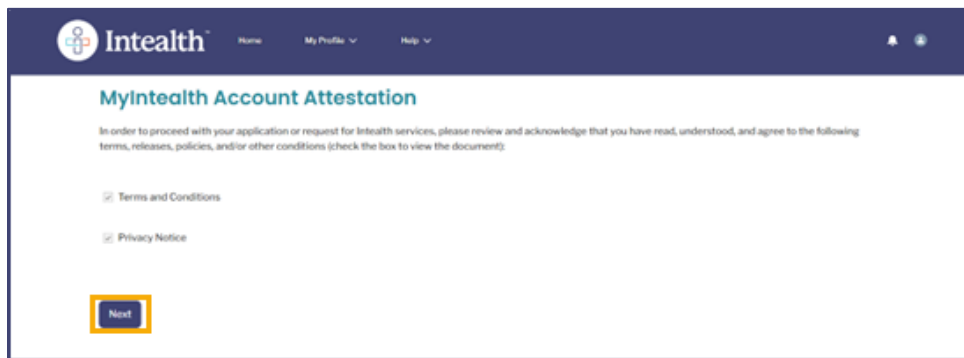 Intealth™ Home My Profile Help
MyIntealth Account Attestation
In order to proceed with your application or request for Intealth services, please review and acknowledge that you have read, understood, and agree to the following
terms, releases, policies, and/or other conditions (check the box to view the document):
Terms and Conditions
Privacy Notice
Next